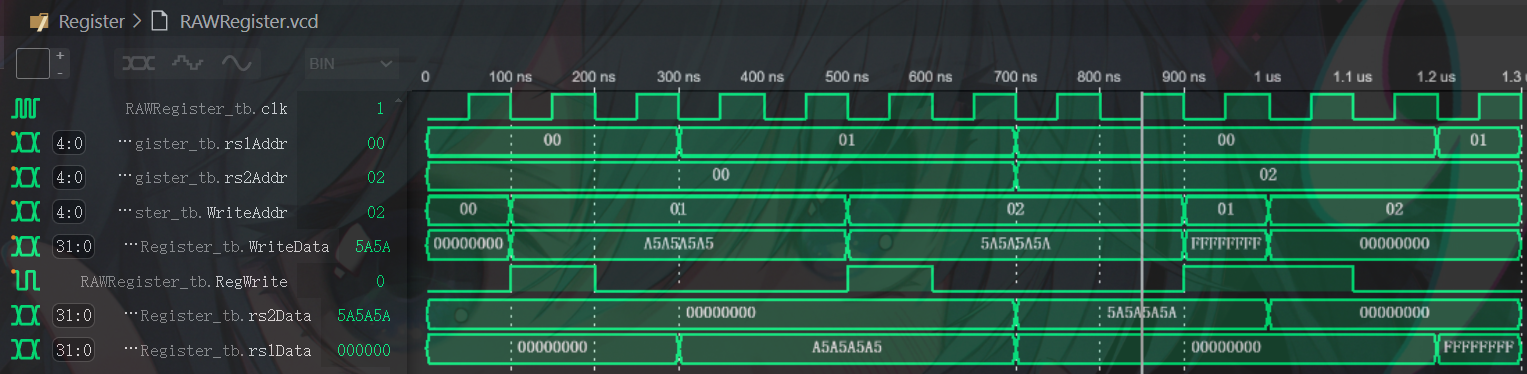 Register > RAWRegister.vcd
+
-
BIN
0 100 ns 200 ns 300 ns 400 ns 500 ns 600 ns 700 ns 800 ns 900 ns 1 us 1.1 us 1.2 us 1.3 u
RAWRegister_tb.clk 1
4:0 ⋯gister_tb.rs1Addr 00 00 01 00 01
4:0 ⋯gister_tb.rs2Addr 02 00 02
4:0 ⋯ster_tb.WriteAddr 02 00 01 02 01 02
31:0 ⋯Register_tb.WriteData 5A5A 00000000 A5A5A5A5 5A5A5A5A FFFFFFFF 00000000
RAWRegister_tb.RegWrite 0
31:0 ⋯Register_tb.rs2Data 5A5A5A 00000000 5A5A5A5A 00000000
31:0 ⋯Register_tb.rs1Data 000000 00000000 A5A5A5A5 00000000 FFFFFFFF